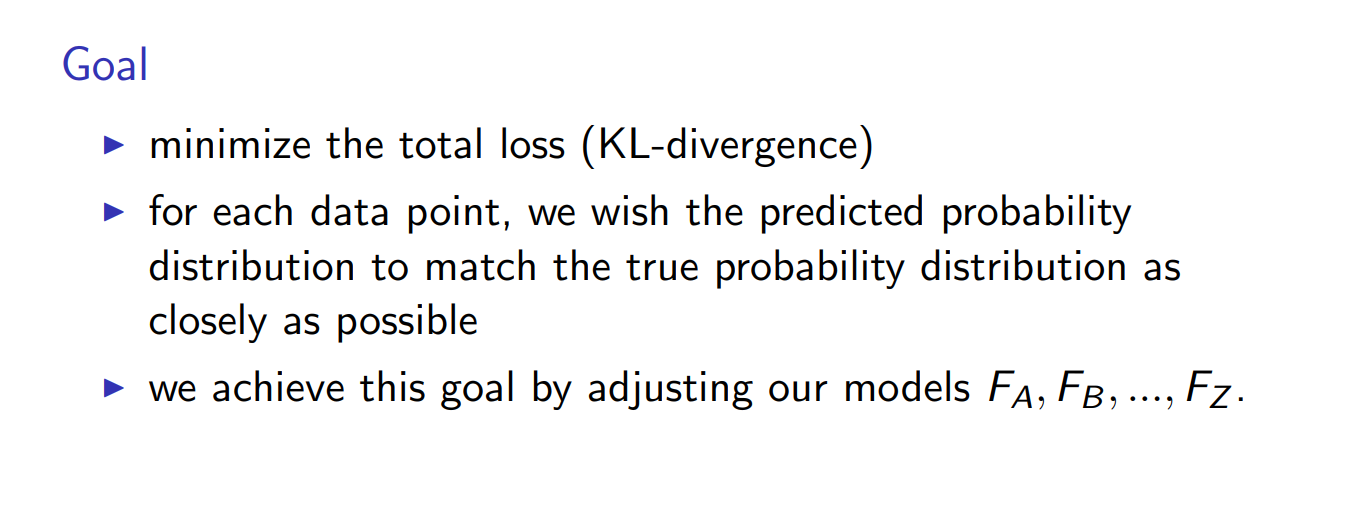 Goal
▶ minimize the total loss (KL-divergence)
▶ for each data point, we wish the predicted probability
distribution to match the true probability distribution as
closely as possible
▶ we achieve this goal by adjusting our models F_A, F_B, ..., F_Z.